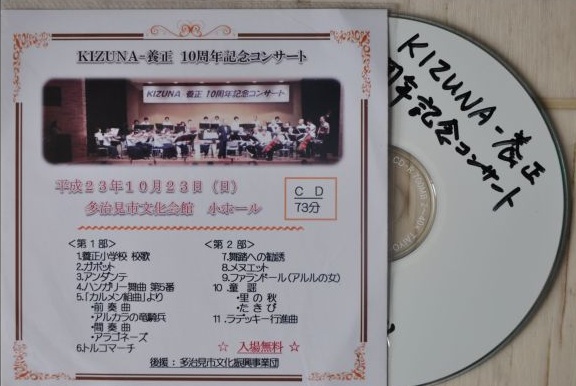 KIZUNA=養正 10周年記念コンサート
KIZUNA 養正 10周年記念コンサート
平成23年10月23日 (日)
多治見市文化会館 小ホール
CD
73分
<第1部>
1.養正小学校 校歌
2.ガボット
3.アンダンテ
4.ハンガリー舞曲 第5番
5.「カルメン組曲」より
・前奏曲
・アルカラの竜騎兵
・間奏曲
・アラゴネーズ
6.トルコマーチ
<第2部>
7.舞踏への勧誘
8.メヌエット
9.ファランドール(アルルの女)
10.童謡
・里の秋
・たきび
11.ラデッキー行進曲
☆ 入場無料 ☆
後援:多治見市文化振興事業団
KIZUNA-養正
周年記念コンサート